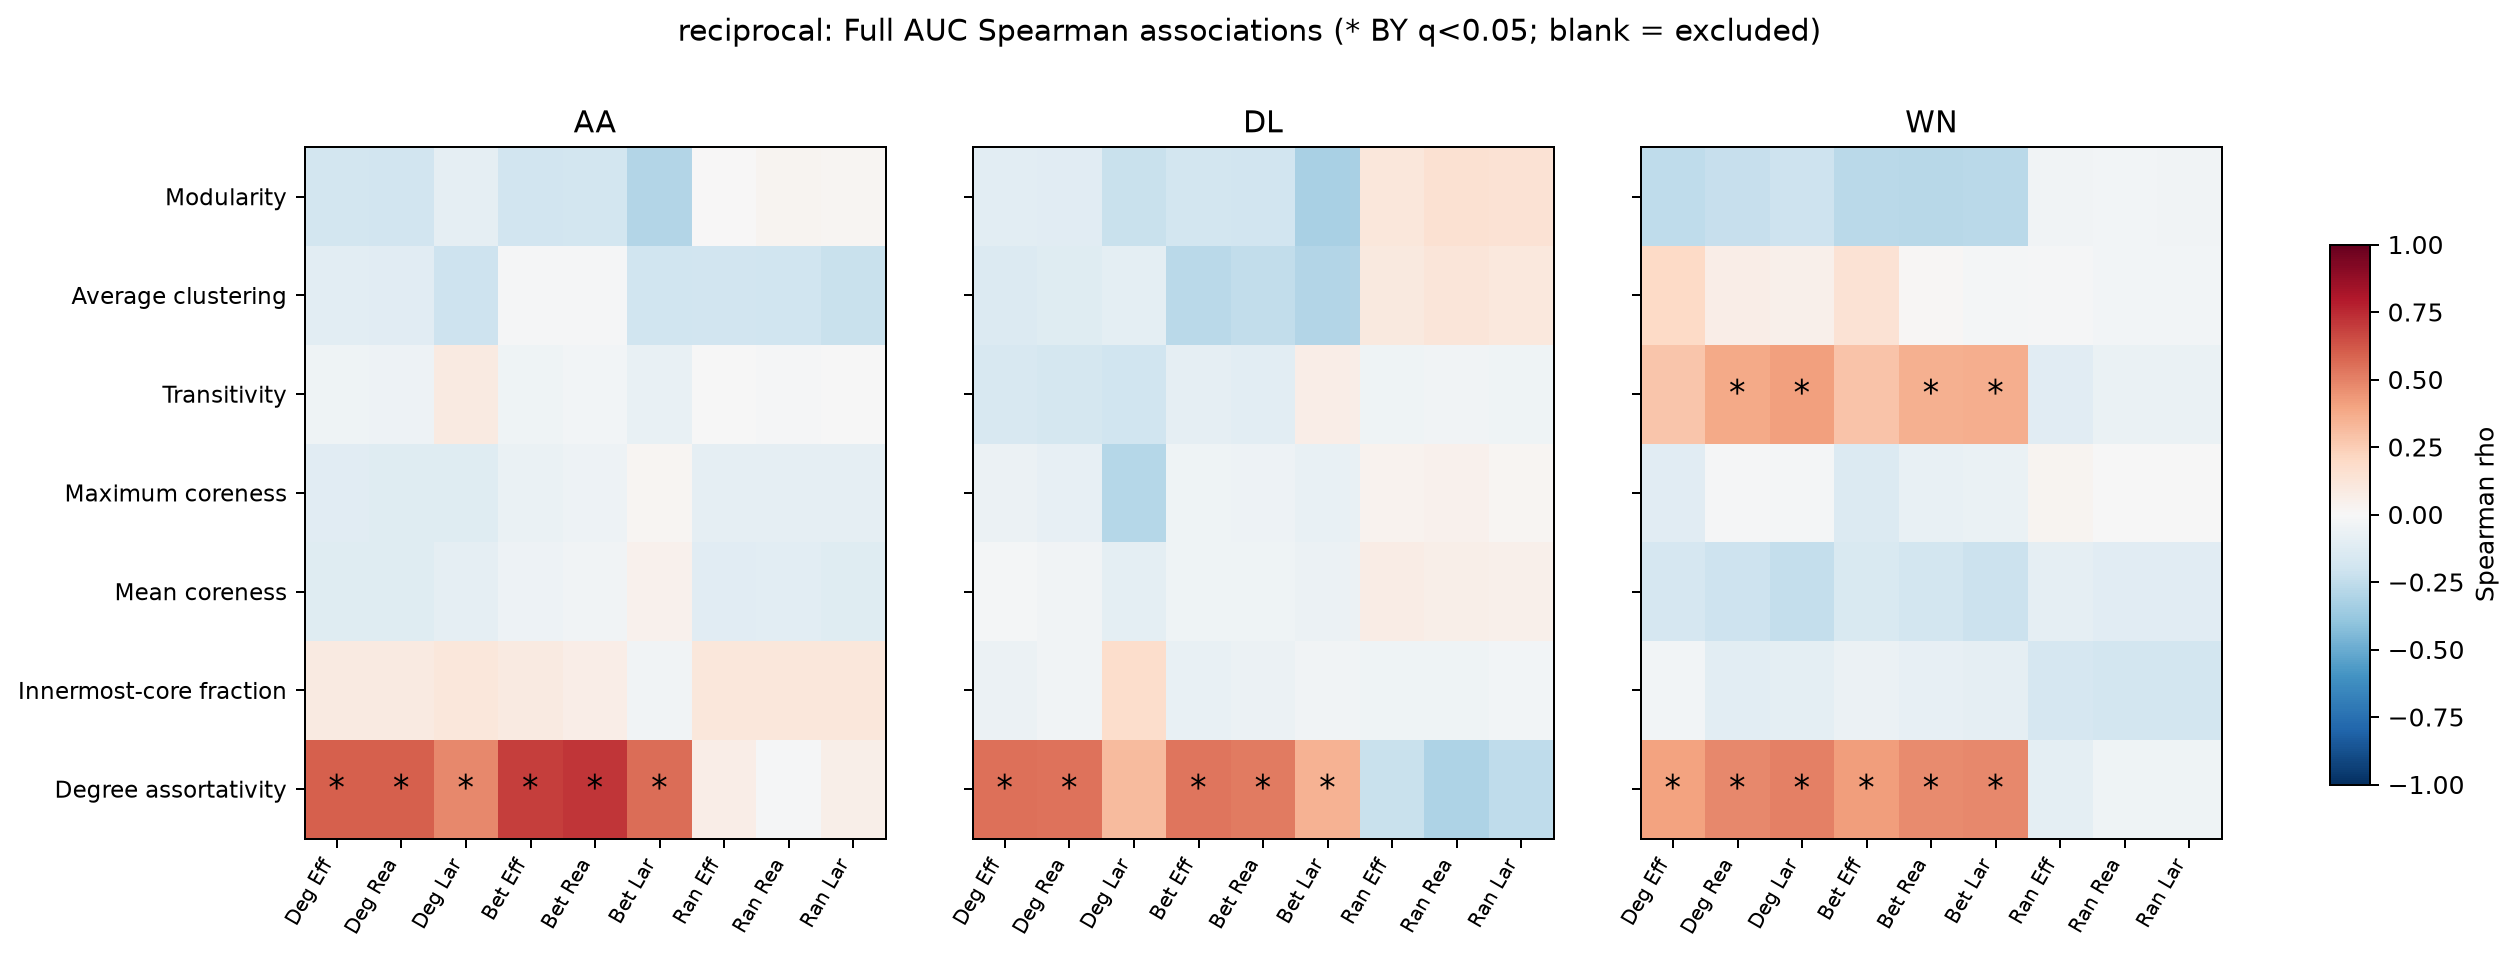 reciprocal: Full AUC Spearman associations (* BY q<0.05; blank = excluded)
AA
DL
WN
Modularity
Average clustering
Transitivity
* * * *
Maximum coreness
Mean coreness
Innermost-core fraction
Degree assortativity
* * * * * *
* * * * *
* * * * * *
Deg Eff
Deg Rea
Deg Lar
Bet Eff
Bet Rea
Bet Lar
Ran Eff
Ran Rea
Ran Lar
Deg Eff
Deg Rea
Deg Lar
Bet Eff
Bet Rea
Bet Lar
Ran Eff
Ran Rea
Ran Lar
Deg Eff
Deg Rea
Deg Lar
Bet Eff
Bet Rea
Bet Lar
Ran Eff
Ran Rea
Ran Lar
1.00
0.75
0.50
0.25
0.00
−0.25
−0.50
−0.75
−1.00
Spearman rho